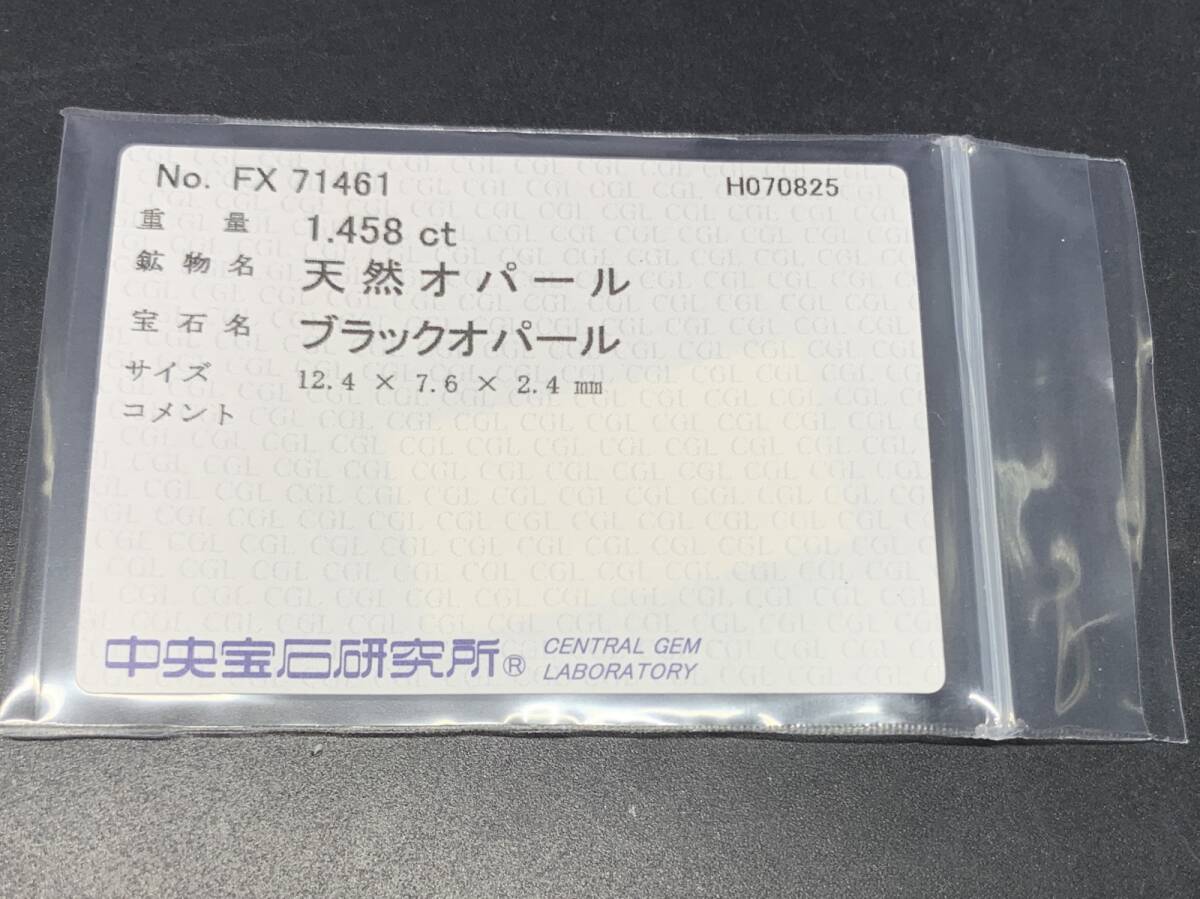 No. FX 71461 H070825
重量 1.458 ct
鉱物名 天然オパール
宝石名 ブラックオパール
サイズ 12.4 × 7.6 × 2.4 mm
コメント
中央宝石研究所® CENTRAL GEM
LABORATORY